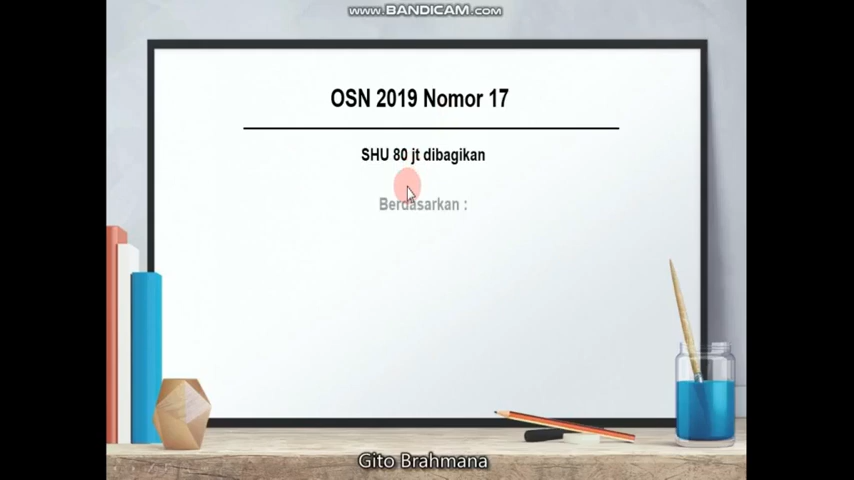 www.BANDICAM.com
OSN 2019 Nomor 17
SHU 80 jt dibagikan
Berdasarkan :
Gito Brahmana